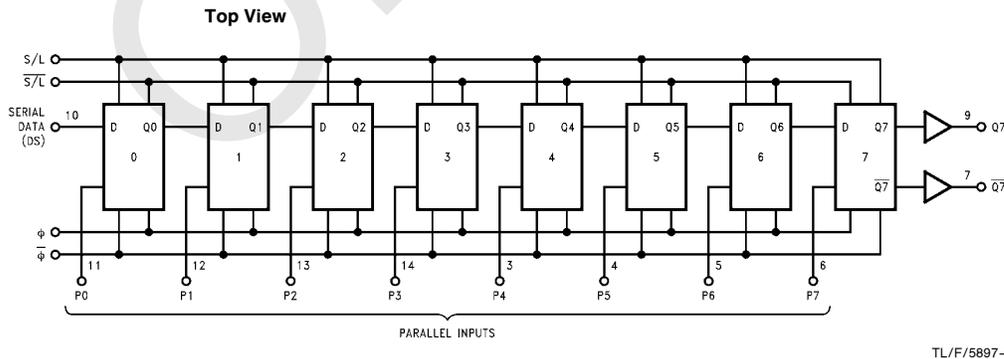 Top View
S/L
S/L
SERIAL
DATA
(DS)
10
D Q0 D Q1 D Q2 D Q3 D Q4 D Q5 D Q6 D Q7
9
Q7
0 1 2 3 4 5 6 7
Q7
7
Q7
ϕ
ϕ
11 12 13 14 3 4 5 6
P0 P1 P2 P3 P4 P5 P6 P7
PARALLEL INPUTS
TL/F/5897–